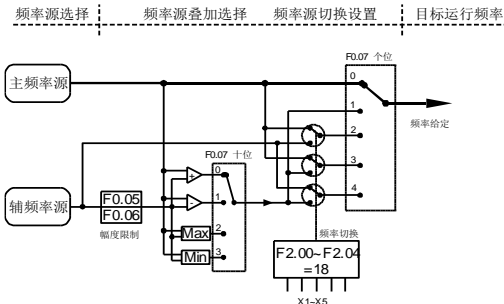 频率源选择 频率源叠加选择 频率源切换设置 目标运行频率
F0.07 个位
主频率源
0
1
频率给定
2
F0.07 十位
3
0
4
+
辅频率源
F0.05
F0.06
-
1
幅度限制
Max
2
频率切换
Min
3
F2.00~F2.04
=18
X1~X5